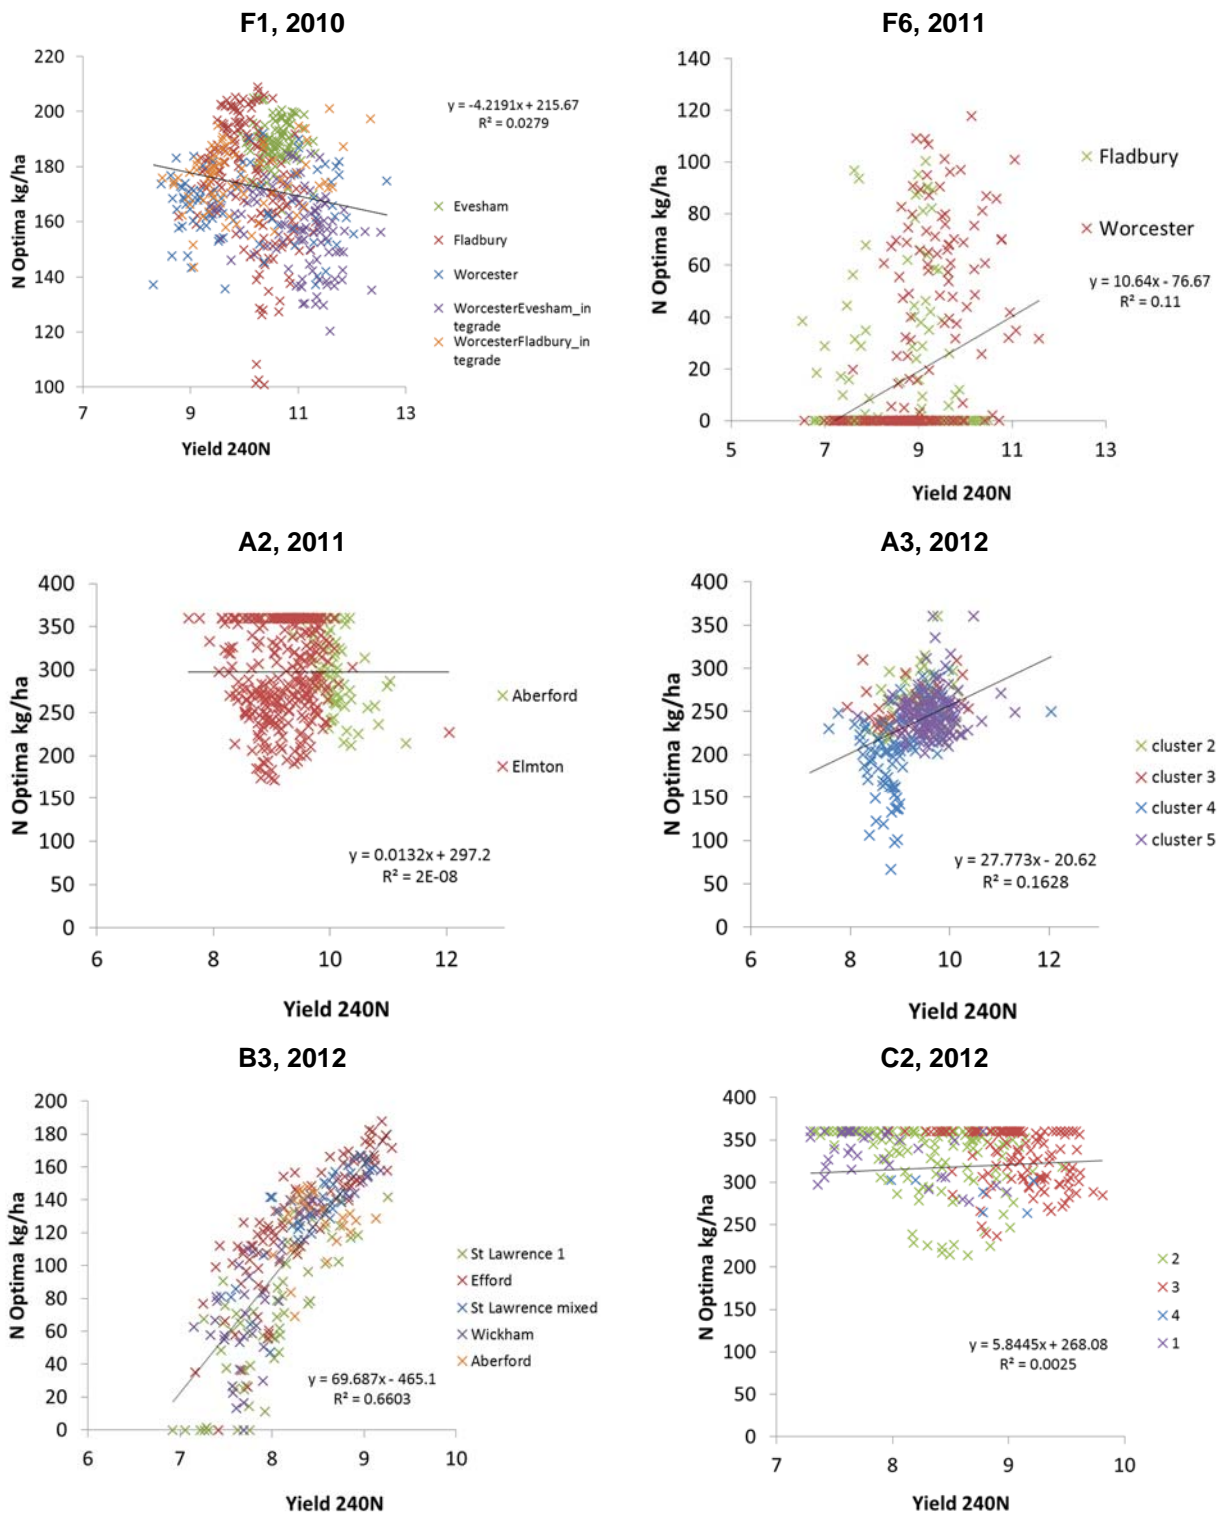 F1, 2010
220
200
180
160
140
120
100
7
9
11
13
N Optima kg/ha
Yield 240N
y = -4.2191x + 215.67
R² = 0.0279
Evesham
Fladbury
Worcester
WorcesterEvesham_in
tegrade
WorcesterFladbury_in
tegrade
F6, 2011
140
120
100
80
60
40
20
0
5
7
9
11
13
N Optima kg/ha
Yield 240N
Fladbury
Worcester
y = 10.64x - 76.67
R² = 0.11
A2, 2011
400
350
300
250
200
150
100
50
0
6
8
10
12
N Optima kg/ha
Yield 240N
Aberford
Elmton
y = 0.0132x + 297.2
R² = 2E-08
A3, 2012
400
350
300
250
200
150
100
50
0
6
8
10
12
N Optima kg/ha
Yield 240N
cluster 2
cluster 3
cluster 4
cluster 5
y = 27.773x - 20.62
R² = 0.1628
B3, 2012
200
180
160
140
120
100
80
60
40
20
0
6
7
8
9
10
N Optima kg/ha
Yield 240N
St Lawrence 1
Efford
St Lawrence mixed
Wickham
Aberford
y = 69.687x - 465.1
R² = 0.6603
C2, 2012
400
350
300
250
200
150
100
50
0
7
8
9
10
N Optima kg/ha
Yield 240N
2
3
4
1
y = 5.8445x + 268.08
R² = 0.0025